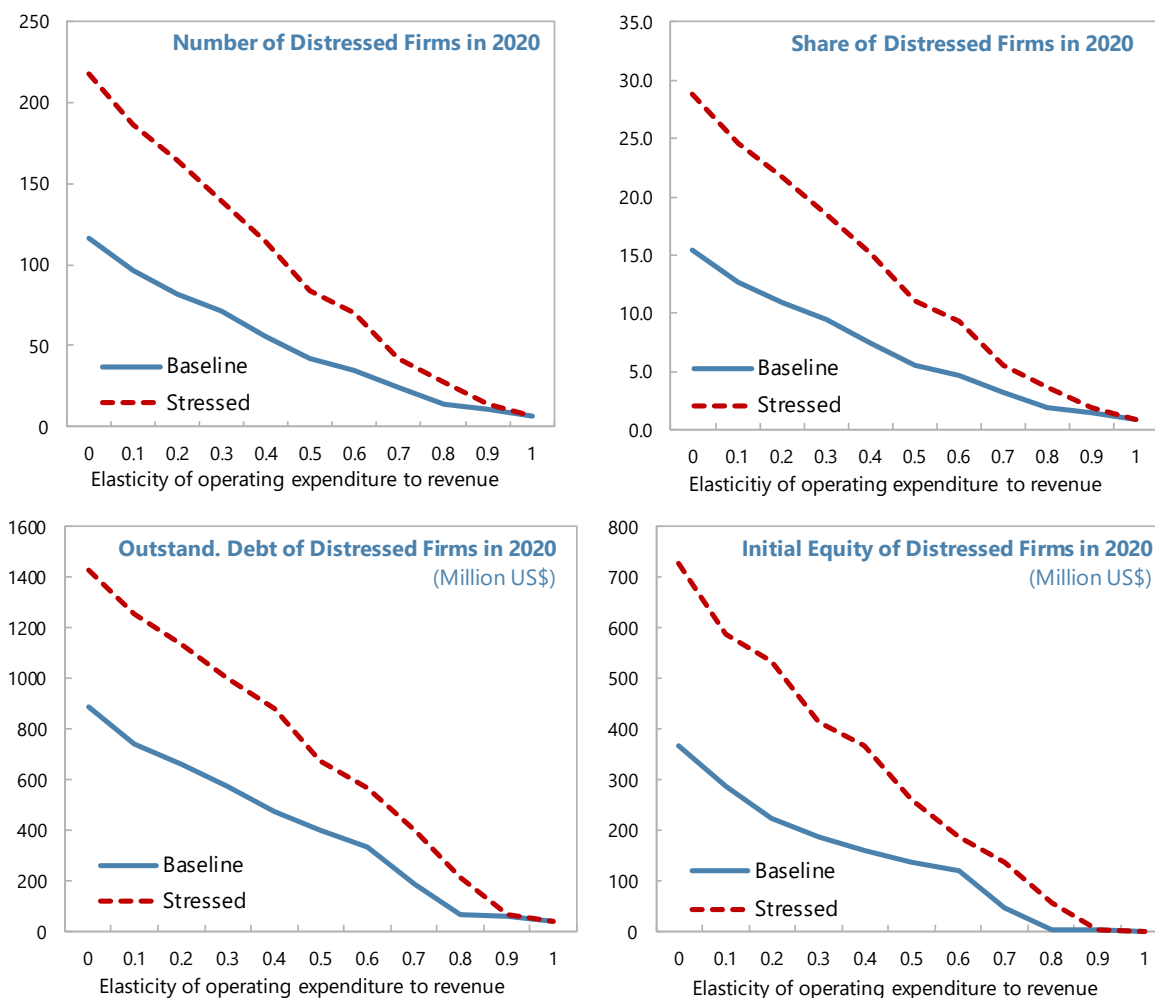 Number of Distressed Firms in 2020
250
200
150
100
50
0
Baseline
Stressed
0 0.1 0.2 0.3 0.4 0.5 0.6 0.7 0.8 0.9 1
Elasticity of operating expenditure to revenue
Share of Distressed Firms in 2020
35.0
30.0
25.0
20.0
15.0
10.0
5.0
0.0
Baseline
Stressed
0 0.1 0.2 0.3 0.4 0.5 0.6 0.7 0.8 0.9 1
Elasticitiy of operating expenditure to revenue
Outstand. Debt of Distressed Firms in 2020
(Million US$)
1600
1400
1200
1000
800
600
400
200
0
Baseline
Stressed
0 0.1 0.2 0.3 0.4 0.5 0.6 0.7 0.8 0.9 1
Elasticity of operating expenditure to revenue
Initial Equity of Distressed Firms in 2020
(Million US$)
800
700
600
500
400
300
200
100
0
Baseline
Stressed
0 0.1 0.2 0.3 0.4 0.5 0.6 0.7 0.8 0.9 1
Elasticity of operating expenditure to revenue